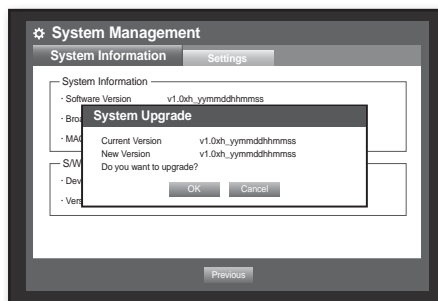 System Management
System Information Settings
System Information
· Software Version v1.0xh_yymmddhhmmss
System Upgrade
Current Version v1.0xh_yymmddhhmmss
New Version v1.0xh_yymmddhhmmss
Do you want to upgrade?
OK Cancel
· Broa
· MAC
S/W
· Dev
· Vers
Previous